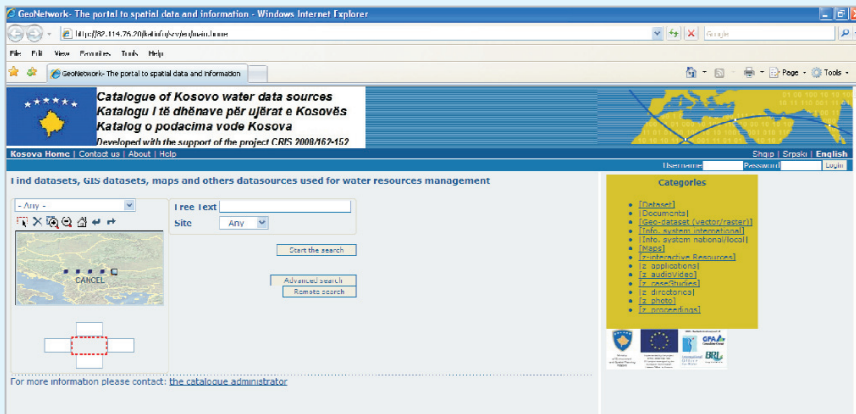 GeoNetwork- The portal to spatial data and information - Windows Internet Explorer
Google
File Edit View Favorites Tools Help
GeoNetwork- The portal to spatial data and information
Page Tools
Catalogue of Kosovo water data sources
Katalogu i të dhënave për ujërat e Kosovës
Katalog o podacima vode Kosova
Developed with the support of the project CRIS 2008/162-152
Kosova Home | Contact us | About | Help
Shqip | Srpski | English
Username Password Login
Find datasets, GIS datasets, maps and others datasources used for water resources management
- Any -
Free Text
Site Any
Start the search
CANCEL
Advanced search
Remote search
Categories
[Dataset]
[Documents]
[Geo-dataset (vector/raster)]
[Info. system international]
[Info. system national/local]
[Maps]
[z-interactive Resources]
[z_applications]
[z_audioVideo]
[z_caseStudies]
[z_directories]
[z_photo]
[z_proceedings]
BRL
For more information please contact: the catalogue administrator